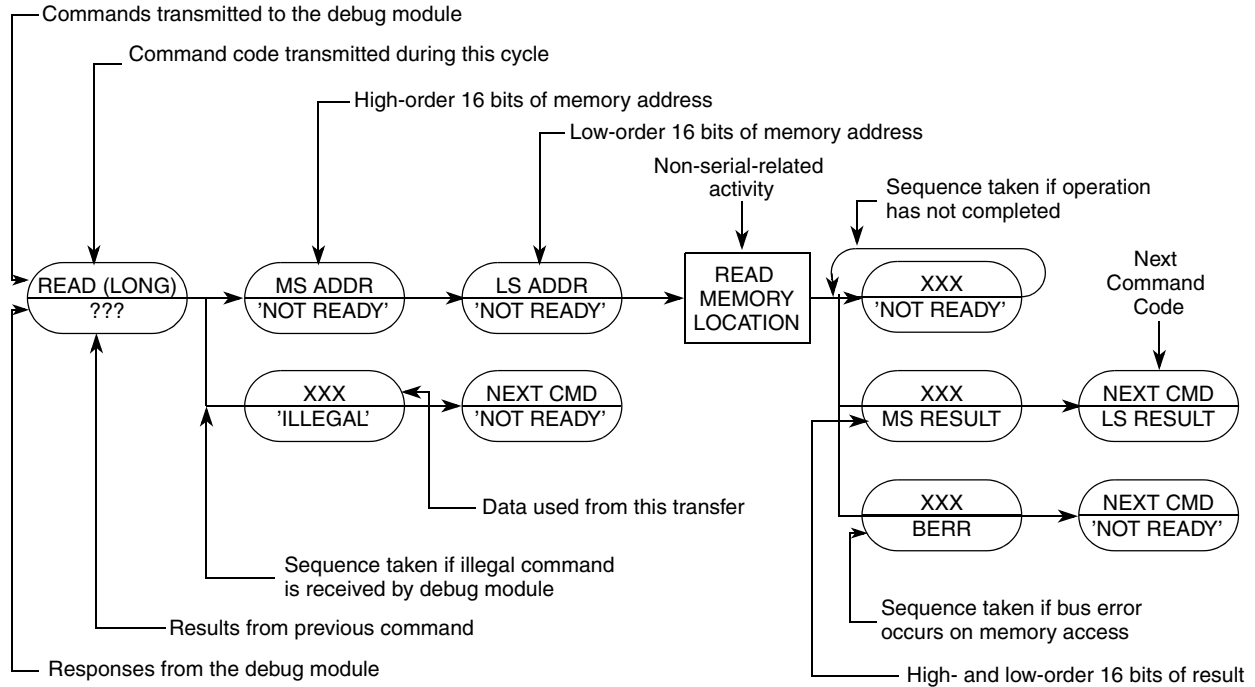 Commands transmitted to the debug module
Command code transmitted during this cycle
High-order 16 bits of memory address
Low-order 16 bits of memory address
Non-serial-related
activity
Sequence taken if operation
has not completed
Next
Command
Code
READ (LONG)
???
MS ADDR
'NOT READY'
LS ADDR
'NOT READY'
READ
MEMORY
LOCATION
XXX
'NOT READY'
XXX
'ILLEGAL'
NEXT CMD
'NOT READY'
XXX
MS RESULT
NEXT CMD
LS RESULT
XXX
BERR
NEXT CMD
'NOT READY'
Data used from this transfer
Sequence taken if illegal command
is received by debug module
Sequence taken if bus error
occurs on memory access
Results from previous command
Responses from the debug module
High- and low-order 16 bits of result